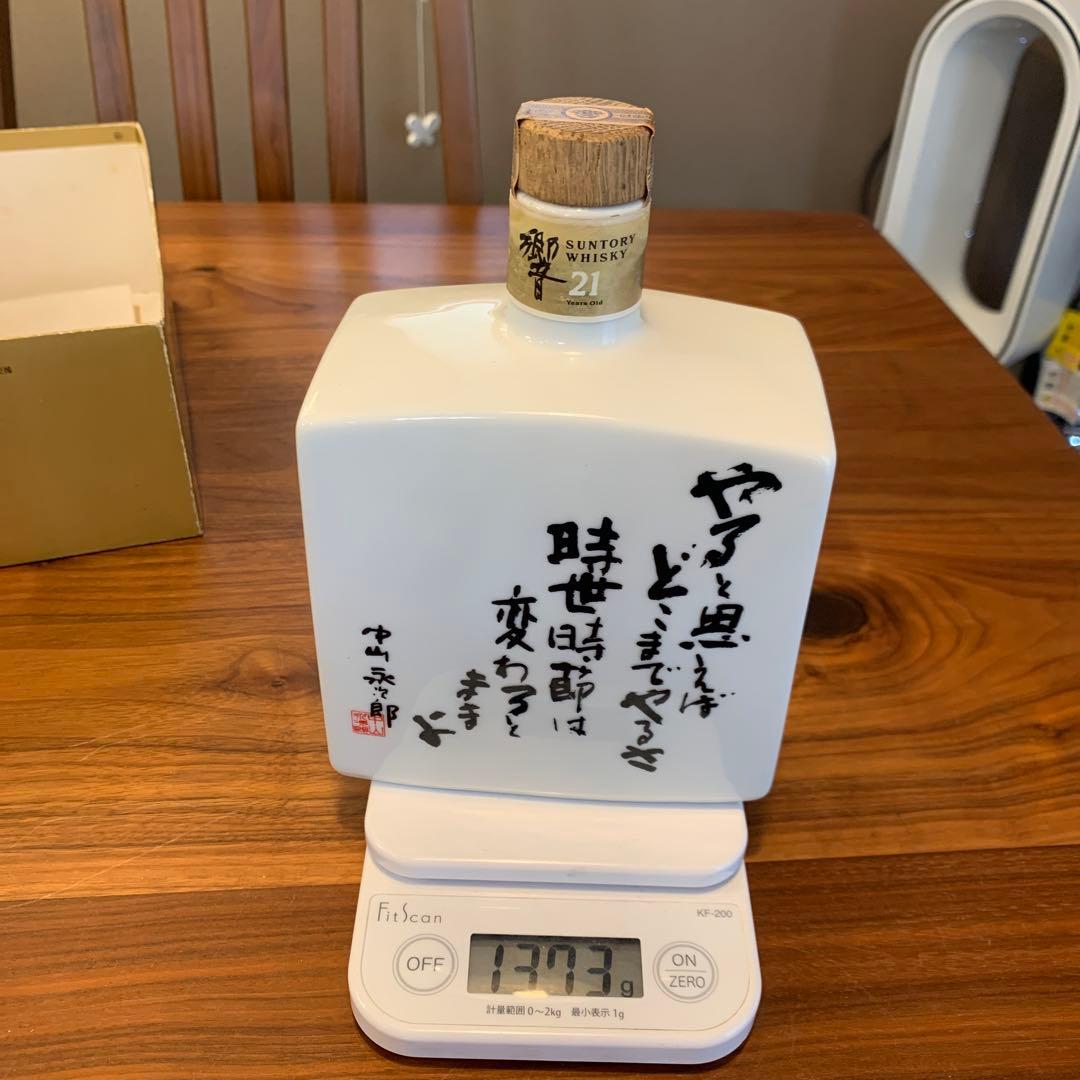 響
SUNTORY
WHISKY
21
Years Old
やると思えば
どこまでやるさ
時世時節は
変わろと
まま
よ
中山永次郎
FitScan
KF-200
OFF
1373g
ON
ZERO
計量範囲 0〜2kg 最小表示 1g